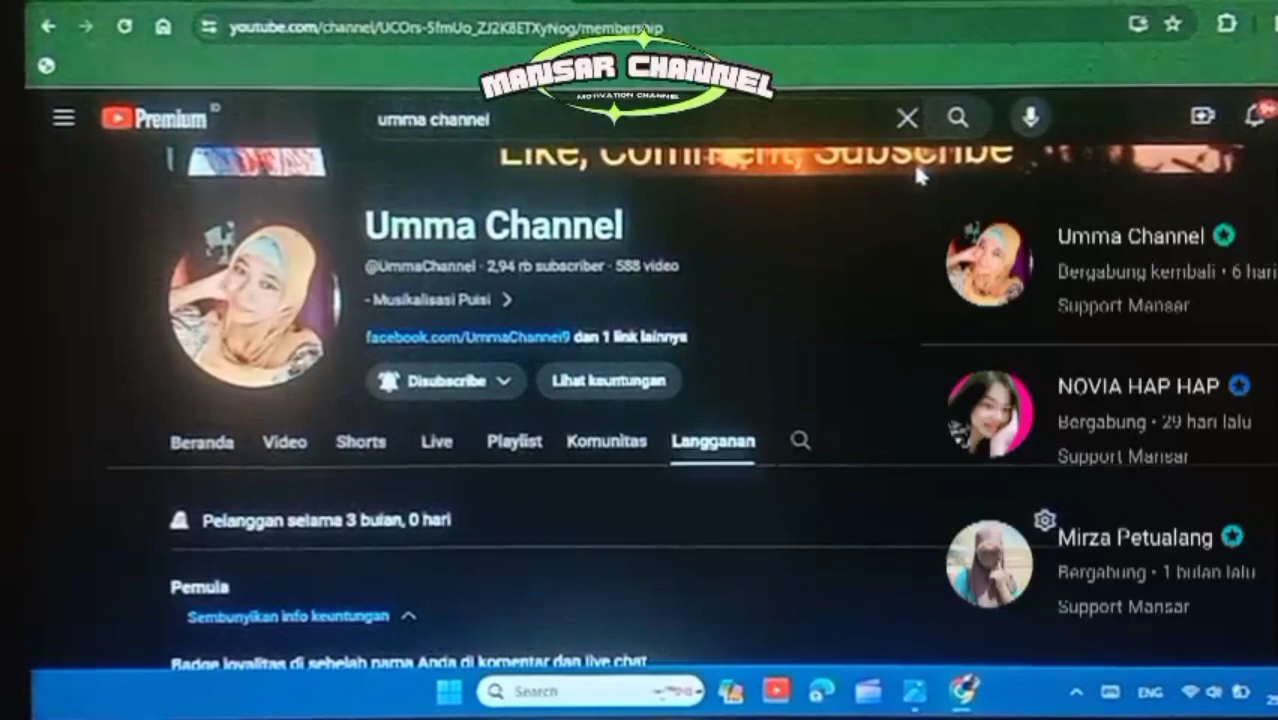 youtube.com/channel/UCOrs-5fmUo_ZJ2K8ETXyNog/membership
MANSAR CHANNEL
MOTIVATION CHANNEL
Premium ID
umma channel
9+
Like, Comment, Subscribe
Umma Channel
@UmmaChannel · 2,94 rb subscriber · 588 video
- Musikalisasi Puisi
facebook.com/UmmaChannel9 dan 1 link lainnya
Disubscribe
Lihat keuntungan
Beranda Video Shorts Live Playlist Komunitas Langganan
Pelanggan selama 3 bulan, 0 hari
Pemula
Sembunyikan info keuntungan
Badge loyalitas di sebelah nama Anda di komentar dan live chat
Umma Channel
Bergabung kembali • 6 hari
Support Mansar
NOVIA HAP HAP
Bergabung • 29 hari lalu
Support Mansar
Mirza Petualang
Bergabung • 1 bulan lalu
Support Mansar
Search
ENG